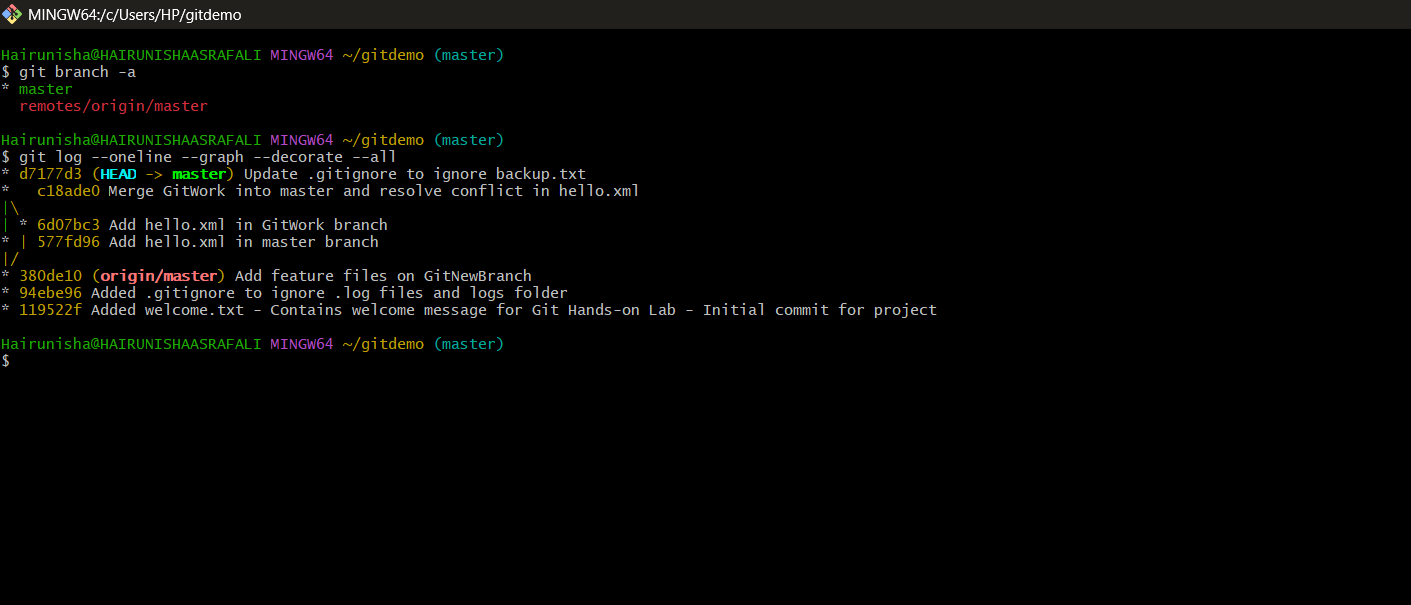 MINGW64:/c/Users/HP/gitdemo
Hairunisha@HAIRUNISHAASRAFALI MINGW64 ~/gitdemo (master)
$ git branch -a
* master
  remotes/origin/master
Hairunisha@HAIRUNISHAASRAFALI MINGW64 ~/gitdemo (master)
$ git log --oneline --graph --decorate --all
* d7177d3 (HEAD -> master) Update .gitignore to ignore backup.txt
*   c18ade0 Merge GitWork into master and resolve conflict in hello.xml
|\
| * 6d07bc3 Add hello.xml in GitWork branch
* | 577fd96 Add hello.xml in master branch
|/
* 380de10 (origin/master) Add feature files on GitNewBranch
* 94ebe96 Added .gitignore to ignore .log files and logs folder
* 119522f Added welcome.txt - Contains welcome message for Git Hands-on Lab - Initial commit for project
Hairunisha@HAIRUNISHAASRAFALI MINGW64 ~/gitdemo (master)
$